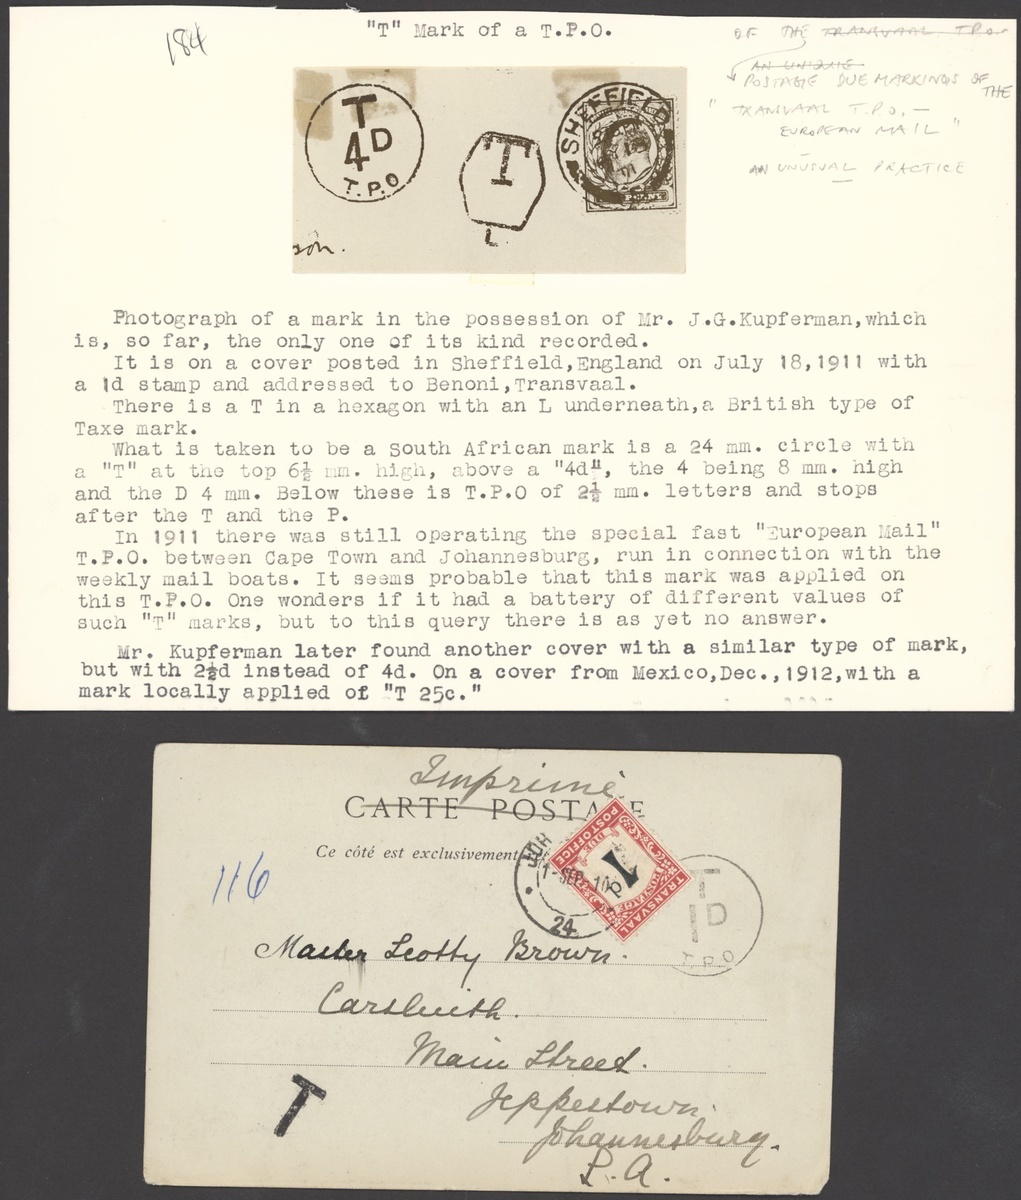 184
"T" Mark of a T.P.O.
OF THE TRANSVAAL T.P.O.
AN UNIQUE
POSTAGE DUE MARKINGS OF THE
"TRANSVAAL T.P.O. —
EUROPEAN MAIL"
AN UNUSUAL PRACTICE
T
4D
T.P.O
T
L
SHEFFIELD
PENNY
son.
Photograph of a mark in the possession of Mr. J.G.Kupferman,which
is, so far, the only one of its kind recorded.
It is on a cover posted in Sheffield,England on July 18,1911 with
a 1d stamp and addressed to Benoni,Transvaal.
There is a T in a hexagon with an L underneath,a British type of
Taxe mark.
What is taken to be a South African mark is a 24 mm. circle with
a "T" at the top 6½ mm. high, above a "4d", the 4 being 8 mm. high
and the D 4 mm. Below these is T.P.O of 2½ mm. letters and stops
after the T and the P.
In 1911 there was still operating the special fast "European Mail"
T.P.O. between Cape Town and Johannesburg, run in connection with the
weekly mail boats. It seems probable that this mark was applied on
this T.P.O. One wonders if it had a battery of different values of
such "T" marks, but to this query there is as yet no answer.
Mr. Kupferman later found another cover with a similar type of mark,
but with 2½d instead of 4d. On a cover from Mexico,Dec.,1912,with a
mark locally applied of "T 25c."
Imprimé
CARTE POSTALE
Ce côté est exclusivement
116
JOH
1-SEP-10
24
POSTAGE DUE
POSTOFFICE
TRANSVAAL
1d
T
1D
T.P.O
Master Scotty Brown.
Carsluith.
Main Street.
Jeppestown.
Johannesburg.
S.A.
T